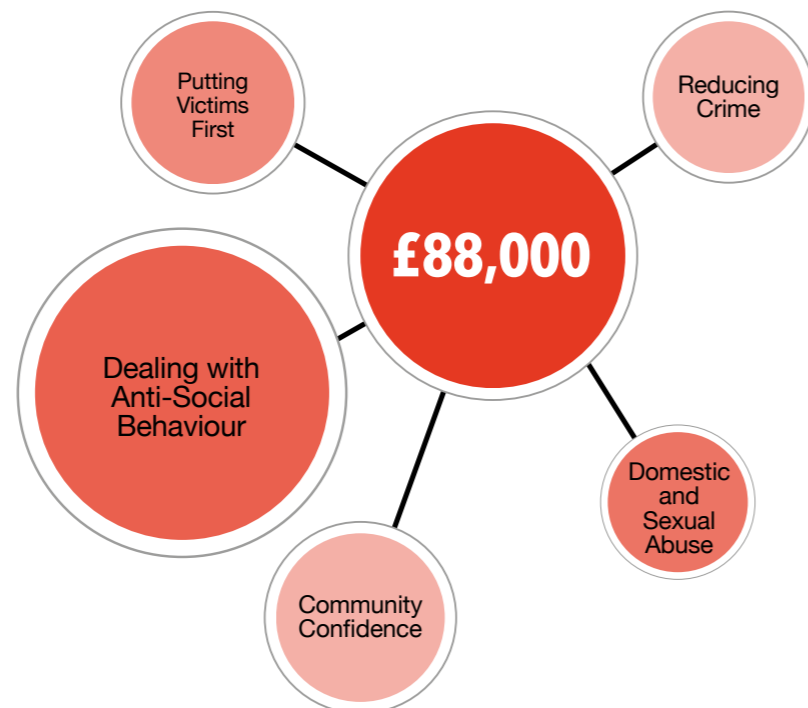 Putting
Victims
First
Reducing
Crime
£88,000
Dealing with
Anti-Social
Behaviour
Domestic
and
Sexual
Abuse
Community
Confidence